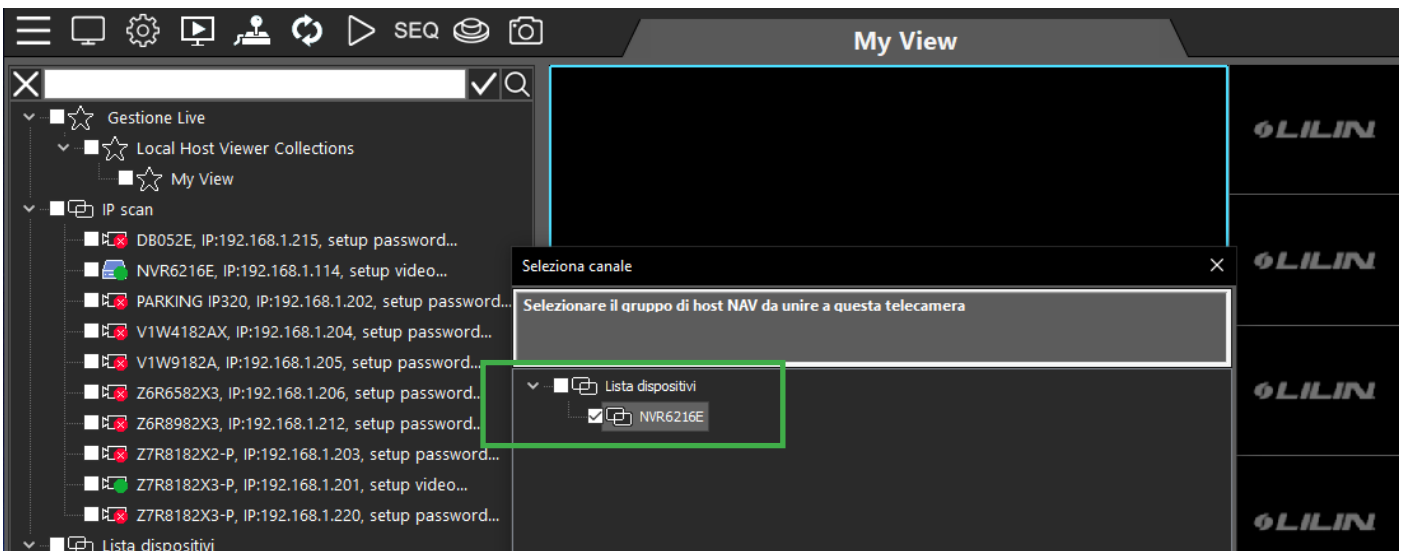 SEQ
My View
Gestione Live
Local Host Viewer Collections
My View
IP scan
DB052E, IP:192.168.1.215, setup password...
NVR6216E, IP:192.168.1.114, setup video...
PARKING IP320, IP:192.168.1.202, setup password...
V1W4182AX, IP:192.168.1.204, setup password...
V1W9182A, IP:192.168.1.205, setup password...
Z6R6582X3, IP:192.168.1.206, setup password..
Z6R8982X3, IP:192.168.1.212, setup password..
Z7R8182X2-P, IP:192.168.1.203, setup password...
Z7R8182X3-P, IP:192.168.1.201, setup video...
Z7R8182X3-P, IP:192.168.1.220, setup password...
Lista dispositivi
Seleziona canale
Selezionare il gruppo di host NAV da unire a questa telecamera
Lista dispositivi
NVR6216E
LILIN
LILIN
LILIN
LILIN